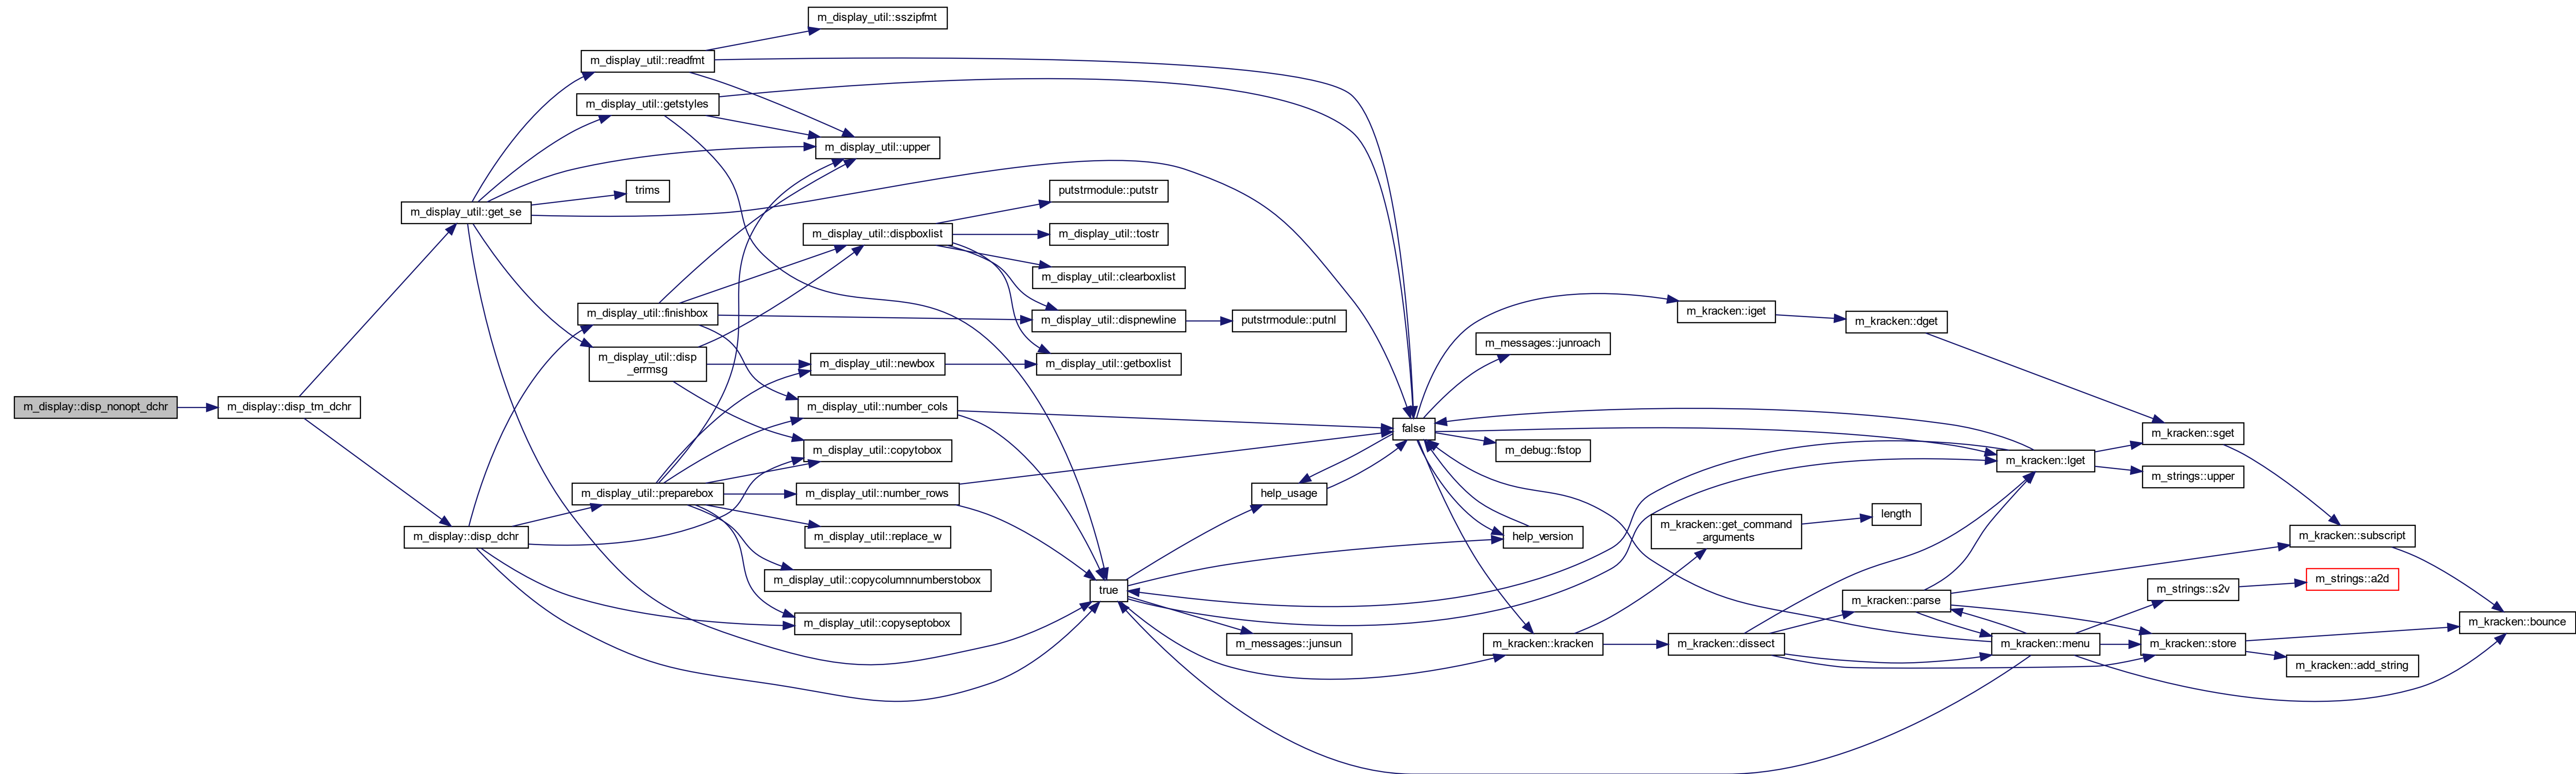 m_display_util::sszipfmt
m_display_util::readfmt
m_display_util::getstyles
m_display_util::upper
trims
putstrmodule::putstr
m_display_util::get_se
m_display_util::dispboxlist
m_display_util::tostr
m_display_util::clearboxlist
m_display_util::finishbox
m_display_util::dispnewline
putstrmodule::putnl
m_kracken::iget
m_kracken::dget
m_messages::junroach
m_display_util::disp
_errmsg
m_display_util::newbox
m_display_util::getboxlist
m_display::disp_nonopt_dchr
m_display::disp_tm_dchr
m_display_util::number_cols
false
m_kracken::sget
m_display_util::copytobox
m_debug::fstop
m_kracken::lget
m_strings::upper
m_display_util::preparebox
m_display_util::number_rows
help_usage
length
m_kracken::get_command
_arguments
m_display::disp_dchr
m_display_util::replace_w
help_version
m_kracken::subscript
m_display_util::copycolumnnumberstobox
true
m_strings::s2v
m_strings::a2d
m_kracken::parse
m_display_util::copyseptobox
m_kracken::bounce
m_messages::junsun
m_kracken::kracken
m_kracken::dissect
m_kracken::menu
m_kracken::store
m_kracken::add_string